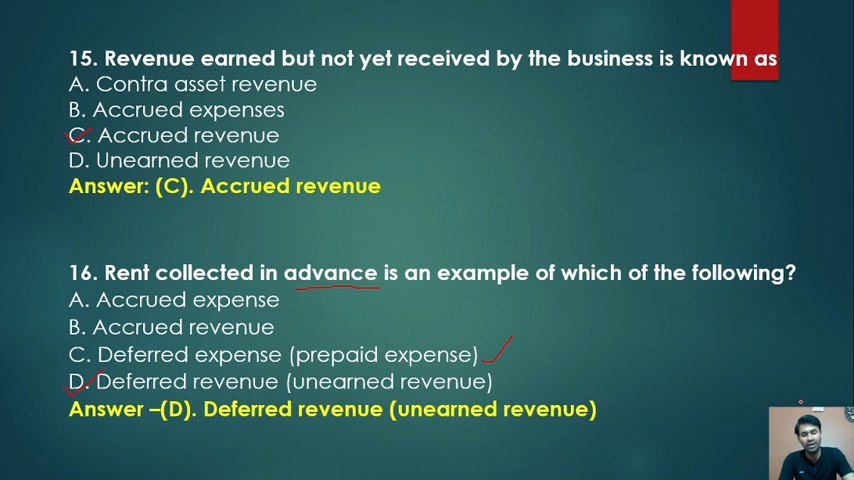 15. Revenue earned but not yet received by the business is known as
A. Contra asset revenue
B. Accrued expenses
C. Accrued revenue
D. Unearned revenue
Answer: (C). Accrued revenue
16. Rent collected in advance is an example of which of the following?
A. Accrued expense
B. Accrued revenue
C. Deferred expense (prepaid expense)
D. Deferred revenue (unearned revenue)
Answer –(D). Deferred revenue (unearned revenue)